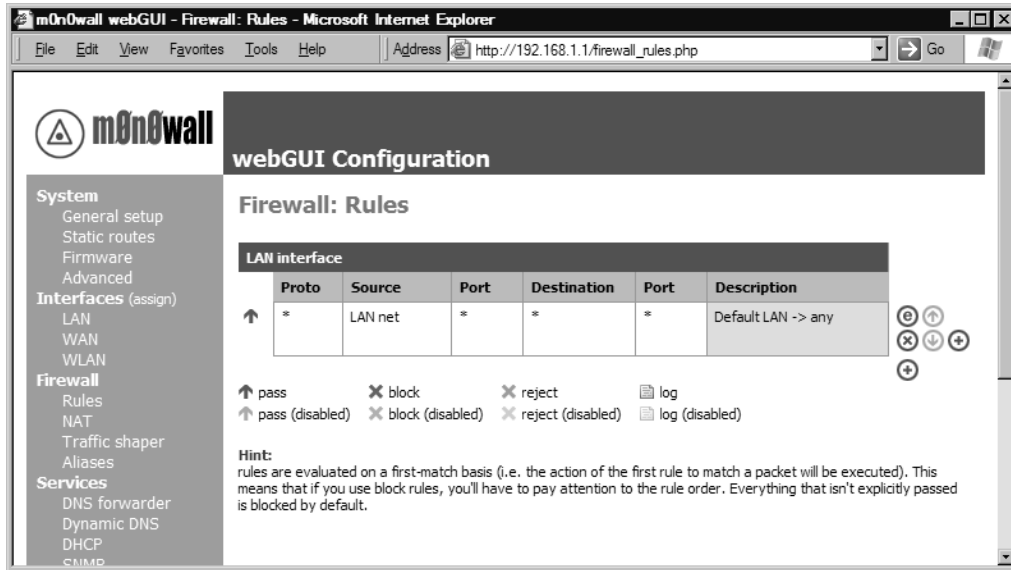 m0n0wall webGUI - Firewall: Rules - Microsoft Internet Explorer
File Edit View Favorites Tools Help Address http://192.168.1.1/firewall_rules.php Go
mØnØwall
webGUI Configuration
System
General setup
Static routes
Firmware
Advanced
Interfaces (assign)
LAN
WAN
WLAN
Firewall
Rules
NAT
Traffic shaper
Aliases
Services
DNS forwarder
Dynamic DNS
DHCP
SNMP
Firewall: Rules
LAN interface
Proto Source Port Destination Port Description
* LAN net * * * Default LAN -> any
e
pass block reject log
pass (disabled) block (disabled) reject (disabled) log (disabled)
Hint:
rules are evaluated on a first-match basis (i.e. the action of the first rule to match a packet will be executed). This
means that if you use block rules, you'll have to pay attention to the rule order. Everything that isn't explicitly passed
is blocked by default.